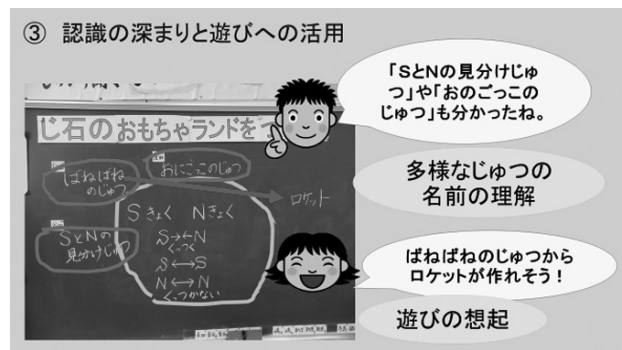 ③ 認識の深まりと遊びへの活用
「SとNの見分けじゅ
つ」や「おのごっこの
じゅつ」も分かったね。
多様なじゅつの
名前の理解
ばねばねのじゅつから
ロケットが作れそう！
遊びの想起
じ石のおもちゃランドをつ
ばねばね
のじゅつ
おにごっこのじゅつ
ロケット
Sきょく Nきょく
SとNの
見分けじゅつ
S→←N
くっつく
S←→S
N←→N
くっつかない